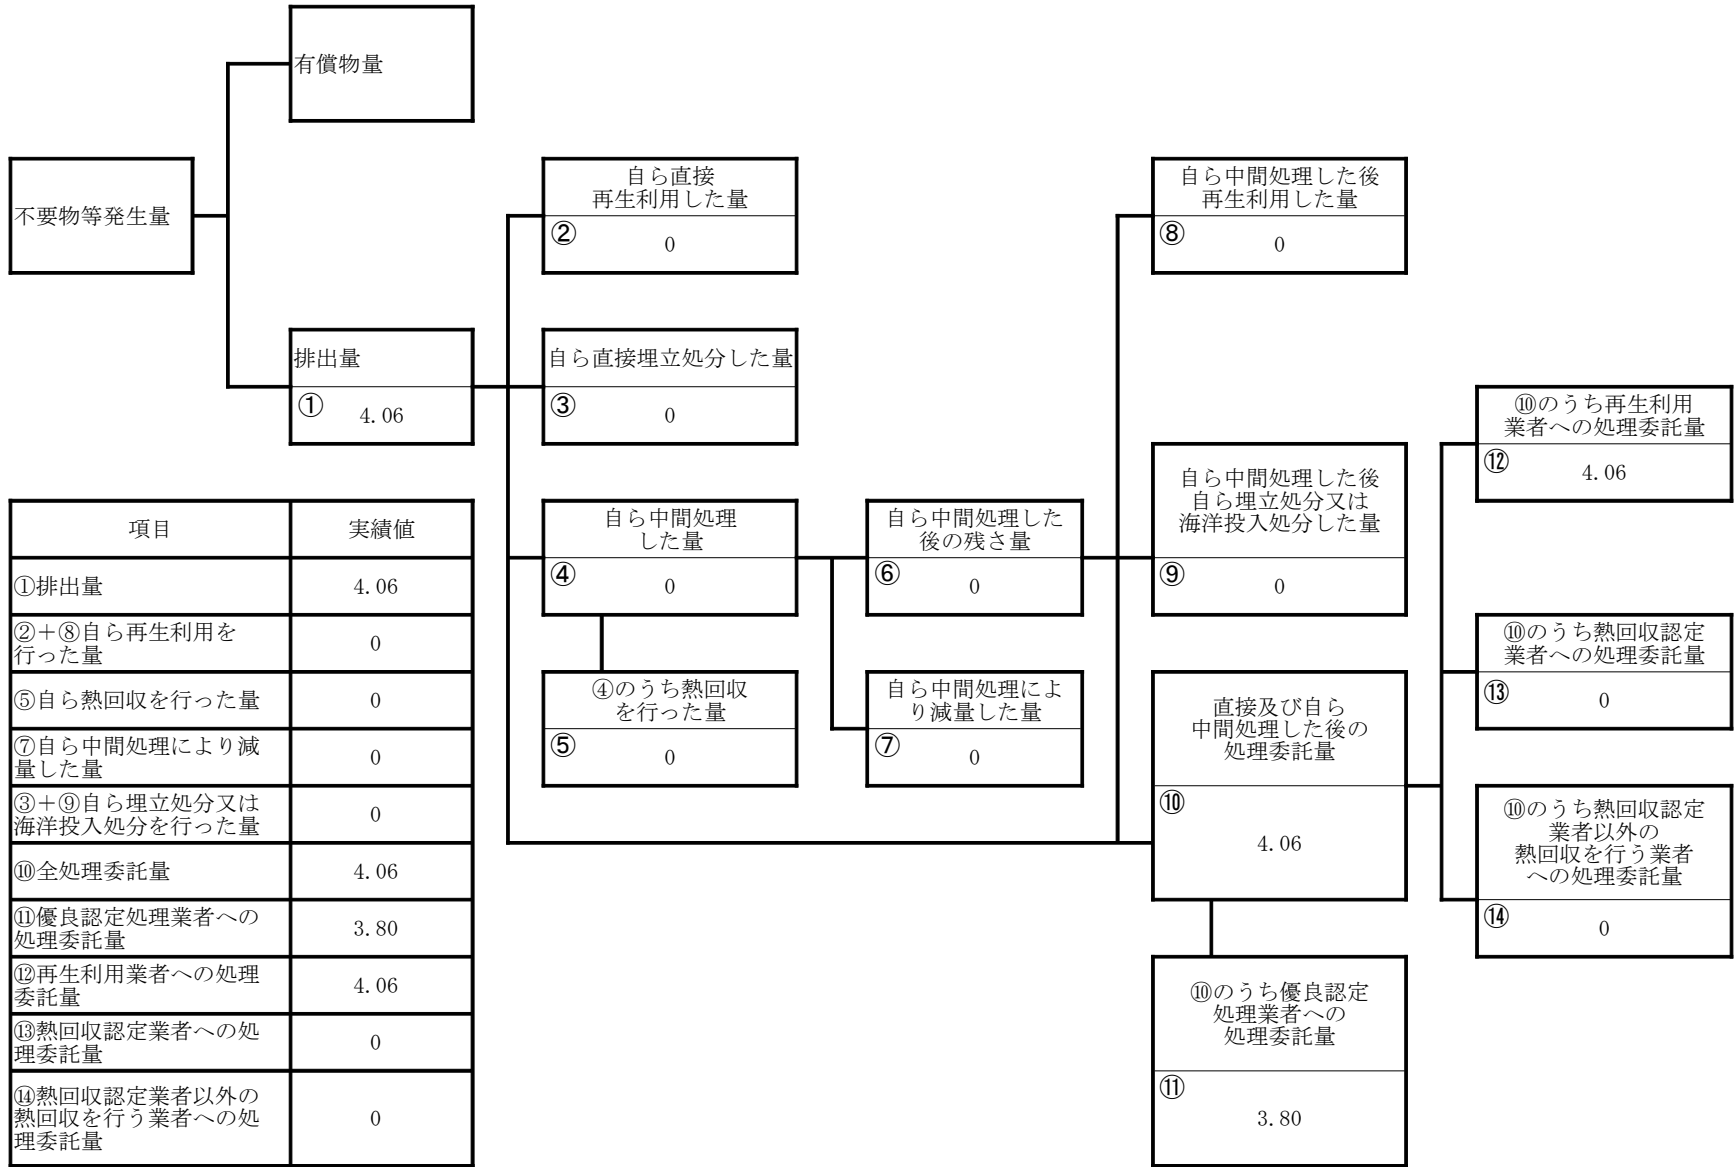 有償物量
不要物等発生量
自ら直接
再生利用した量
②
0
自ら中間処理した後
再生利用した量
⑧
0
排出量
①
4.06
自ら直接埋立処分した量
③
0
⑩のうち再生利用
業者への処理委託量
⑫
4.06
自ら中間処理
した量
④
0
自ら中間処理した
後の残さ量
⑥
0
自ら中間処理した後
自ら埋立処分又は
海洋投入処分した量
⑨
0
⑩のうち熱回収認定
業者への処理委託量
⑬
0
④のうち熱回収
を行った量
⑤
0
自ら中間処理によ
り減量した量
⑦
0
直接及び自ら
中間処理した後の
処理委託量
⑩
4.06
⑩のうち熱回収認定
業者以外の
熱回収を行う業者
への処理委託量
⑭
0
⑩のうち優良認定
処理業者への
処理委託量
⑪
3.80
項目 実績値
①排出量 4.06
②＋⑧自ら再生利用を
行った量 0
⑤自ら熱回収を行った量 0
⑦自ら中間処理により減
量した量 0
③＋⑨自ら埋立処分又は
海洋投入処分を行った量 0
⑩全処理委託量 4.06
⑪優良認定処理業者への
処理委託量 3.80
⑫再生利用業者への処理
委託量 4.06
⑬熱回収認定業者への処
理委託量 0
⑭熱回収認定業者以外の
熱回収を行う業者への処
理委託量 0